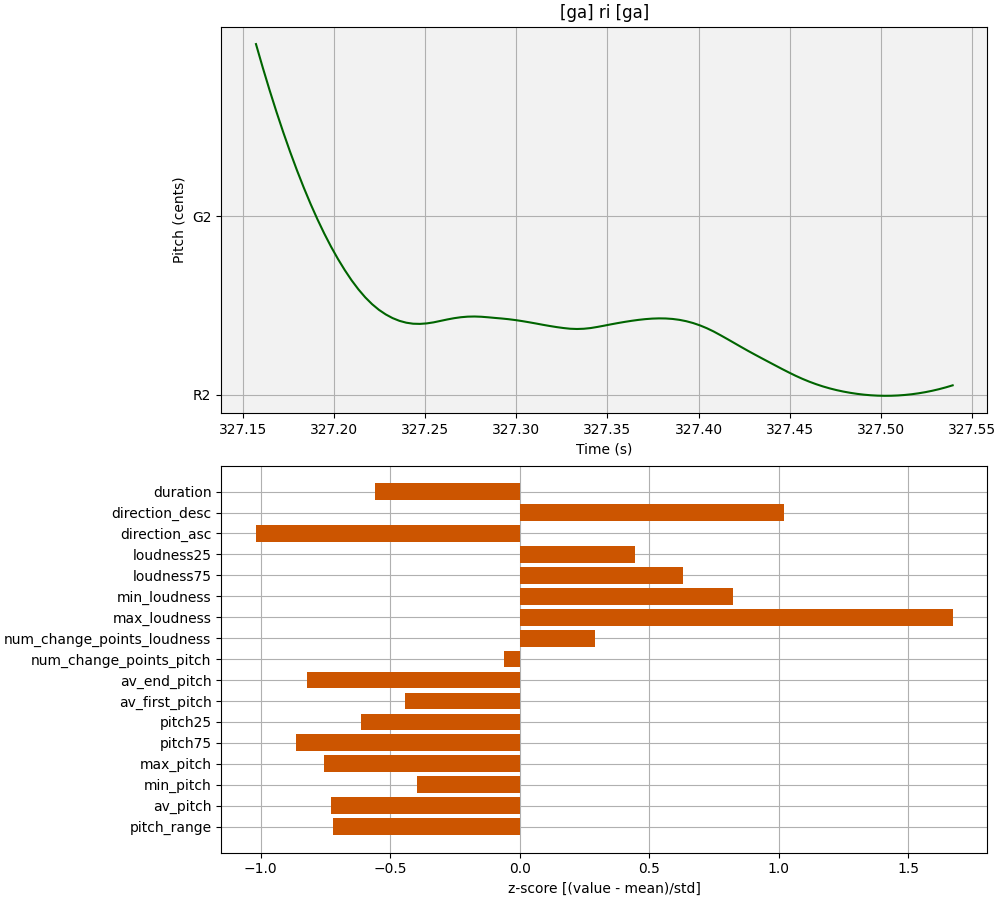 [ga] ri [ga]
Pitch (cents)
G2
R2
327.15 327.20 327.25 327.30 327.35 327.40 327.45 327.50 327.55
Time (s)
duration
direction_desc
direction_asc
loudness25
loudness75
min_loudness
max_loudness
num_change_points_loudness
num_change_points_pitch
av_end_pitch
av_first_pitch
pitch25
pitch75
max_pitch
min_pitch
av_pitch
pitch_range
−1.0 −0.5 0.0 0.5 1.0 1.5
z-score [(value - mean)/std]